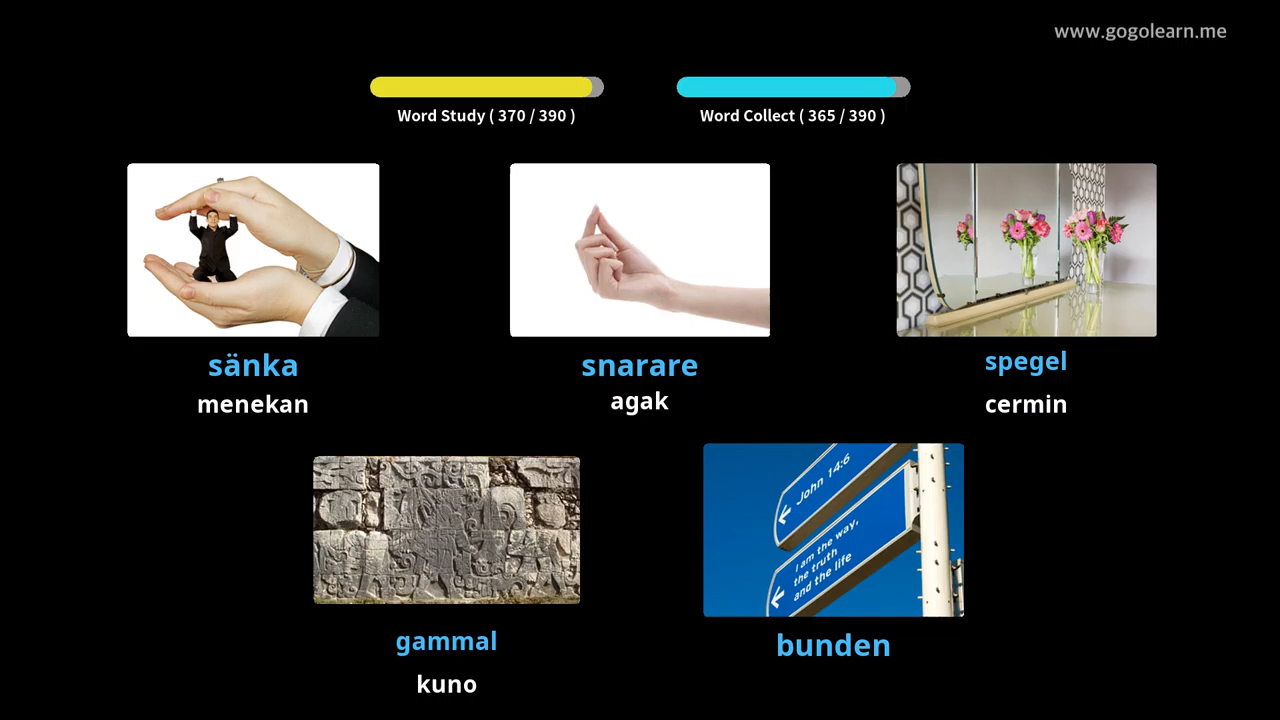 www.gogolearn.me
Word Study ( 370 / 390 )
Word Collect ( 365 / 390 )
sänka
menekan
snarare
agak
spegel
cermin
John 14:6
I am the way,
the truth
and the life
gammal
kuno
bunden